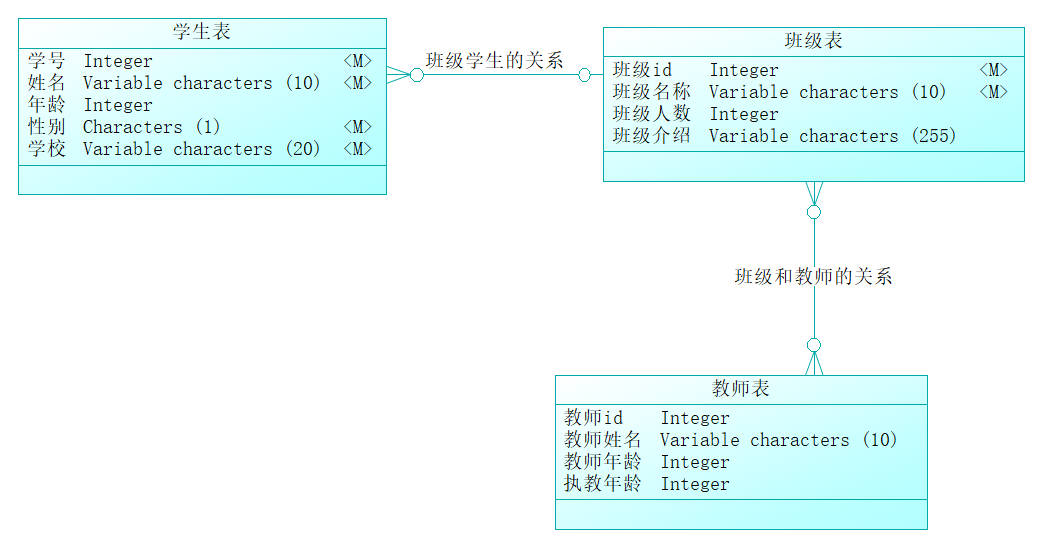 学生表
学号 Integer <M>
姓名 Variable characters (10) <M>
年龄 Integer
性别 Characters (1) <M>
学校 Variable characters (20) <M>
班级学生的关系
班级表
班级id Integer <M>
班级名称 Variable characters (10) <M>
班级人数 Integer
班级介绍 Variable characters (255)
班级和教师的关系
教师表
教师id Integer
教师姓名 Variable characters (10)
教师年龄 Integer
执教年龄 Integer